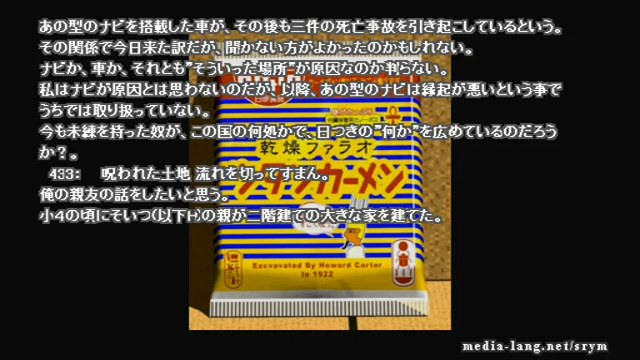 あの型のナビを搭載した車が、その後も三件の死亡事故を引き起こしているという。
その関係で今日来た訳だが、聞かない方がよかったのかもしれない。
ナビか、車か、それとも”そういった場所”が原因なのか判らない。
私はナビが原因とは思わないのだが、以降、あの型のナビは縁起が悪いという事で
うちでは取り扱っていない。
今も未練を持った奴が、この国の何処かで、日つきの”何か”を広めているのだろう
か？。
433： 呪われた土地 流れを切ってすまん。
俺の親友の話をしたいと思う。
小４の頃にそいつ(以下H)の親が二階建ての大きな家を建てた。
乾燥ファラオ
ツタンカーメン
Excavated by Howard Carter
In 1922
media-lang.net/srym